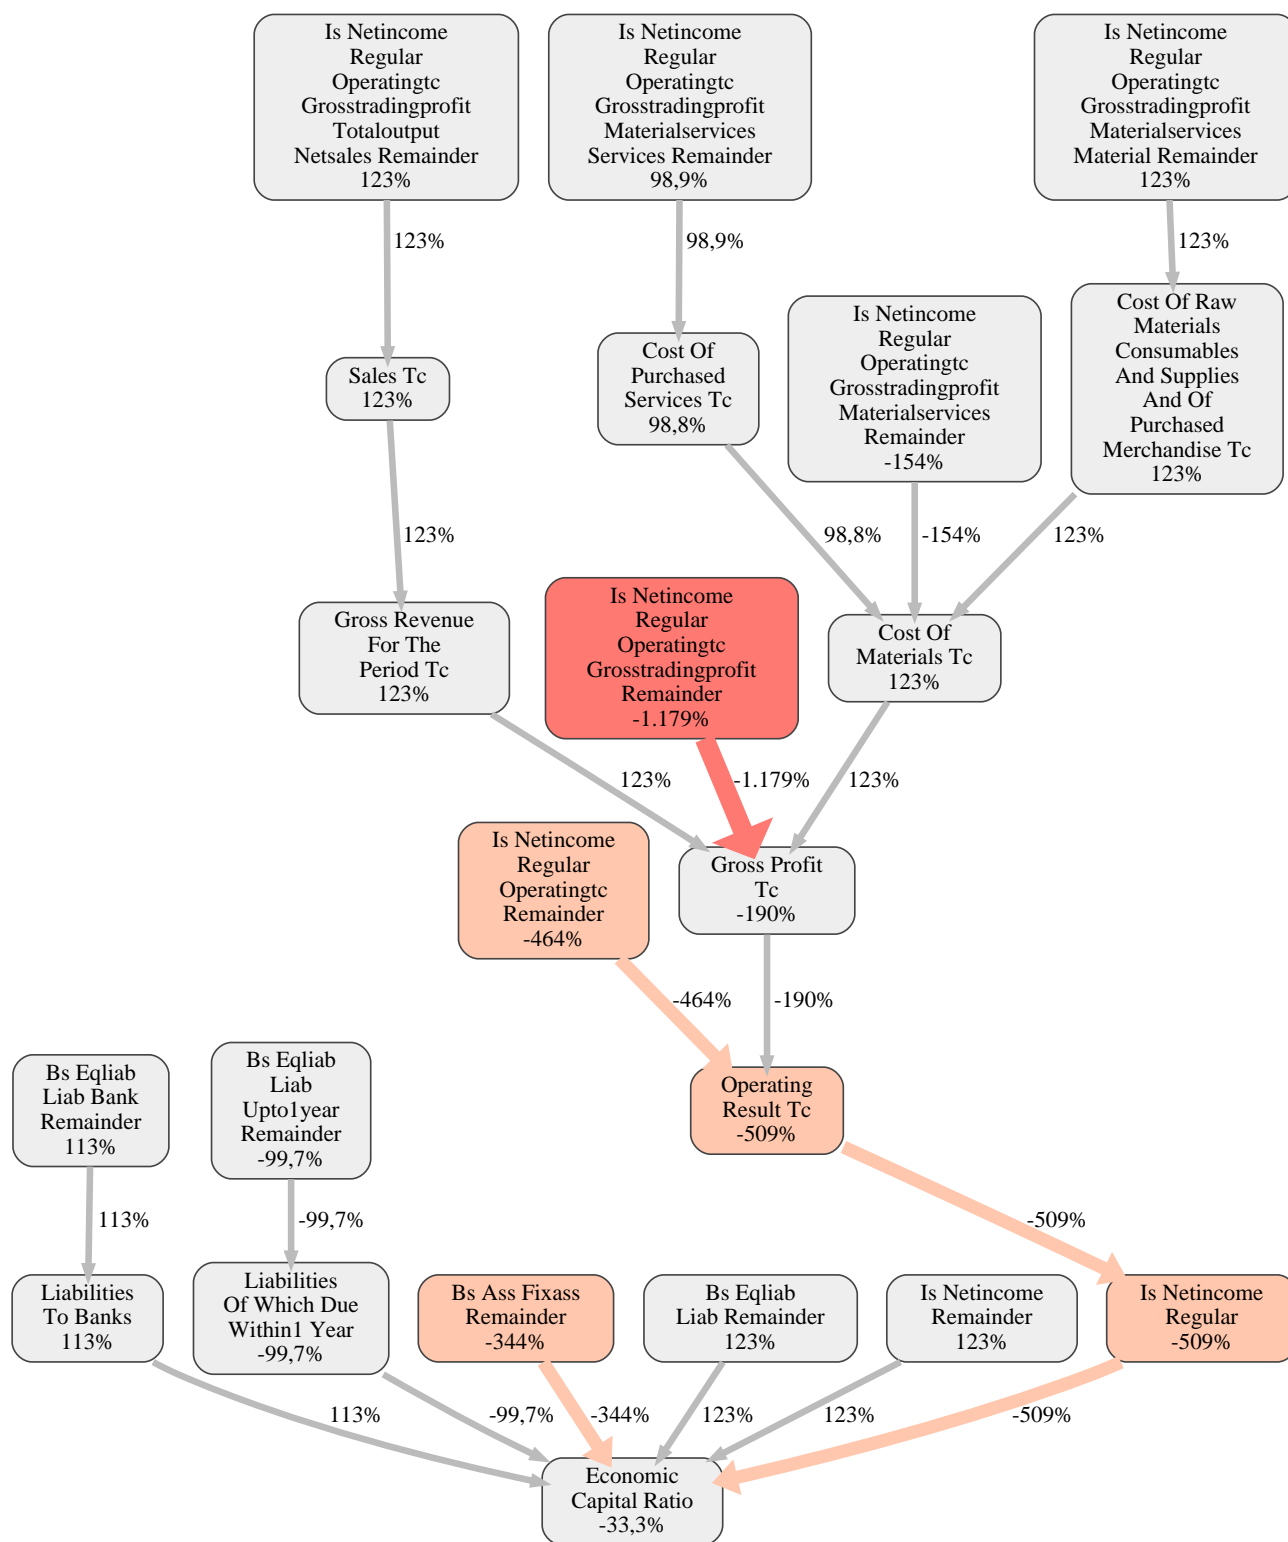 Is Netincome
Regular
Operatingtc
Grosstradingprofit
Totaloutput
Netsales Remainder
123%
Is Netincome
Regular
Operatingtc
Grosstradingprofit
Materialservices
Services Remainder
98,9%
Is Netincome
Regular
Operatingtc
Grosstradingprofit
Materialservices
Material Remainder
123%
123%
98,9%
123%
Sales Tc
123%
Cost Of
Purchased
Services Tc
98,8%
Is Netincome
Regular
Operatingtc
Grosstradingprofit
Materialservices
Remainder
-154%
Cost Of Raw
Materials
Consumables
And Supplies
And Of
Purchased
Merchandise Tc
123%
123%
98,8%
-154%
123%
Gross Revenue
For The
Period Tc
123%
Is Netincome
Regular
Operatingtc
Grosstradingprofit
Remainder
-1.179%
Cost Of
Materials Tc
123%
123%
-1.179%
123%
Is Netincome
Regular
Operatingtc
Remainder
-464%
Gross Profit
Tc
-190%
-464%
-190%
Bs Eqliab
Liab Bank
Remainder
113%
Bs Eqliab
Liab
Upto1year
Remainder
-99,7%
Operating
Result Tc
-509%
113%
-99,7%
-509%
Liabilities
To Banks
113%
Liabilities
Of Which Due
Within1 Year
-99,7%
Bs Ass Fixass
Remainder
-344%
Bs Eqliab
Liab Remainder
123%
Is Netincome
Remainder
123%
Is Netincome
Regular
-509%
113%
-99,7%
-344%
123%
123%
-509%
Economic
Capital Ratio
-33,3%